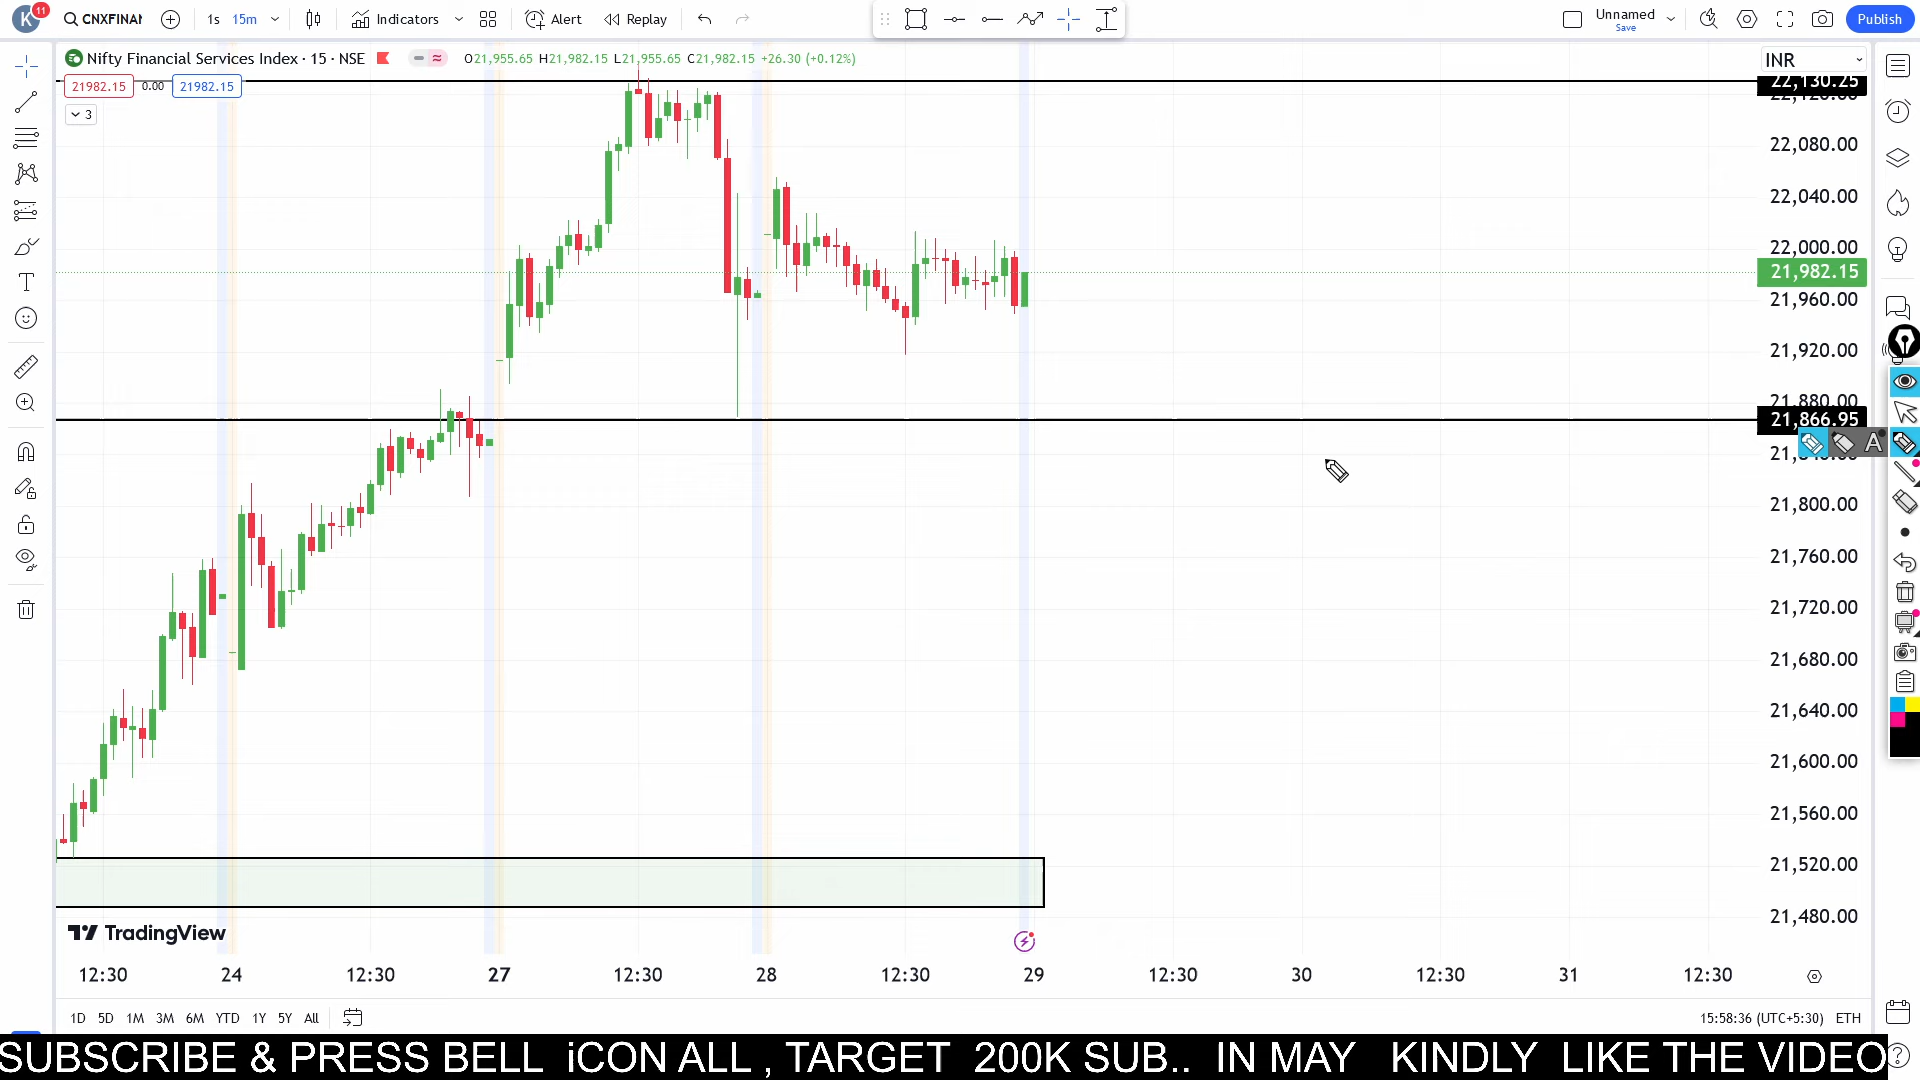 K 11 CNXFINAN 1s 15m Indicators Alert Replay Unnamed Save Publish
Nifty Financial Services Index · 15 · NSE O21,955.65 H21,982.15 L21,955.65 C21,982.15 +26.30 (+0.12%) INR
21982.15 0.00 21982.15
3
22,130.25
22,080.00
22,040.00
22,000.00
21,982.15
21,960.00
21,920.00
21,880.00
21,866.95
A
21,800.00
21,760.00
21,720.00
21,680.00
21,640.00
21,600.00
21,560.00
21,520.00
21,480.00
TradingView
12:30 24 12:30 27 12:30 28 12:30 29 12:30 30 12:30 31 12:30
1D 5D 1M 3M 6M YTD 1Y 5Y All 15:58:36 (UTC+5:30) ETH
SUBSCRIBE & PRESS BELL iCON ALL , TARGET 200K SUB.. IN MAY KINDLY LIKE THE VIDEO